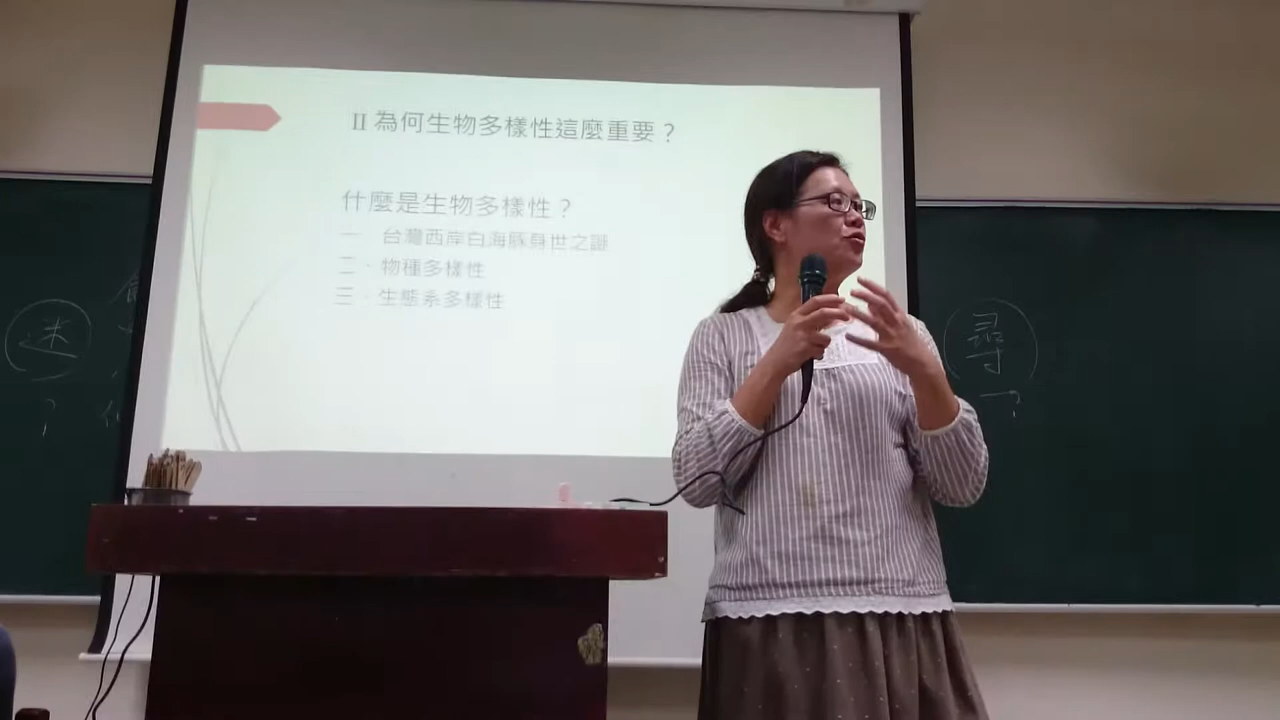 II 為何生物多樣性這麼重要？
什麼是生物多樣性？
一、台灣西岸白海豚身世之謎
二、物種多樣性
三、生態系多樣性
迷
?
尋
?